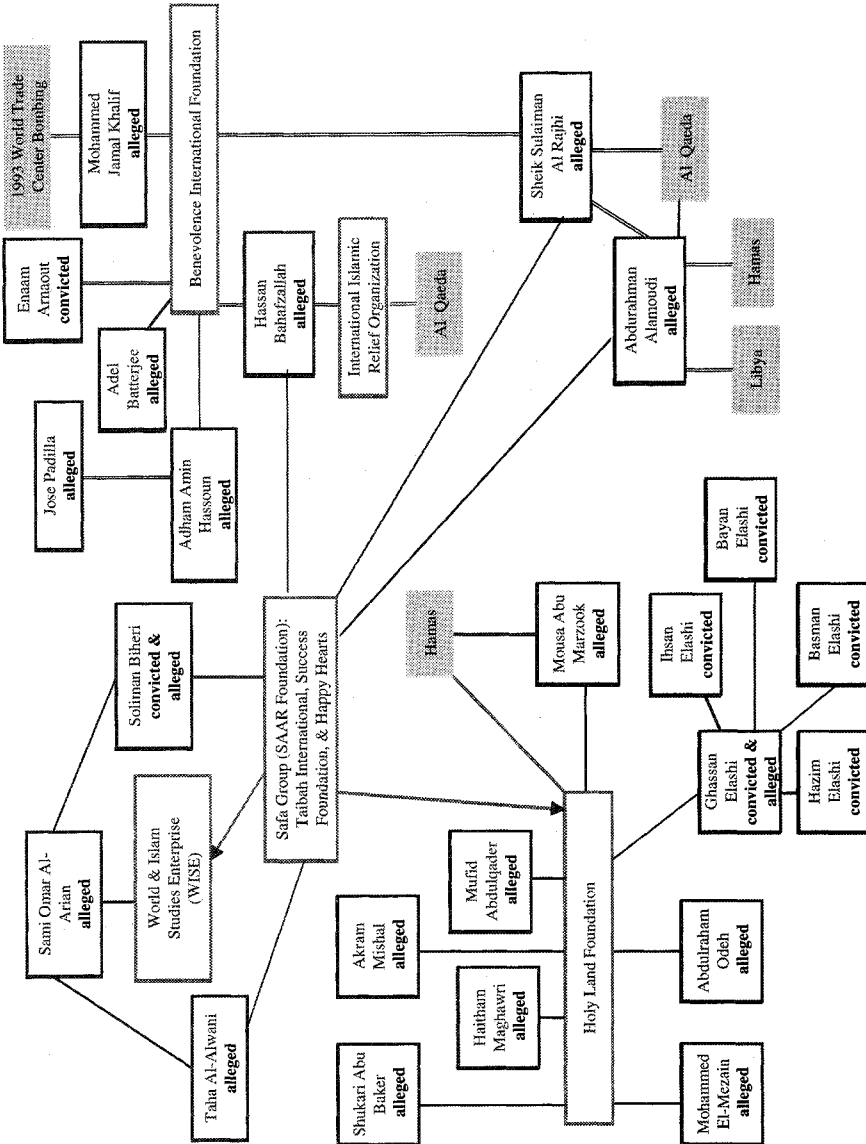 1993 World Trade
Center Bombing
Mohammed
Jamal Khalif
alleged
Benevolence International Foundation
Enaam
Arnaout
convicted
Adel
Batterjee
alleged
Jose Padilla
alleged
Adham Amin
Hassoun
alleged
Hassan
Bahafzallah
alleged
International Islamic
Relief Organization
Al Qaeda
Sheik Sulaiman
Al Rajhi
alleged
Al Qaeda
Abdurahman
Alamoudi
alleged
Hamas
Libya
Soliman Biheri
convicted &
alleged
Safa Group (SAAR Foundation):
Taibah International, Success
Foundation, & Happy Hearts
Sami Omar Al-
Arian
alleged
World & Islam
Studies Enterprise
(WISE)
Taha Al-Alwani
alleged
Hamas
Mousa Abu
Marzook
alleged
Holy Land Foundation
Mufid
Abdulqader
alleged
Akram
Mishal
alleged
Haitham
Maghawri
alleged
Shukari Abu
Baker
alleged
Mohammed
El-Mezain
alleged
Abdulraham
Odeh
alleged
Ghassan
Elashi
convicted &
alleged
Ihsan
Elashi
convicted
Bayan
Elashi
convicted
Basman
Elashi
convicted
Hazim
Elashi
convicted